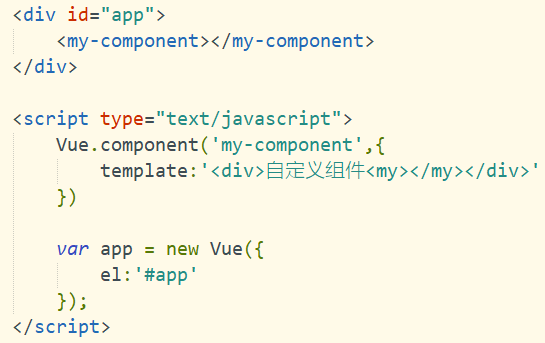 <div id="app">
    <my-component></my-component>
</div>

<script type="text/javascript">
    Vue.component('my-component',{
        template:'<div>自定义组件<my></my></div>'
    })

    var app = new Vue({
        el:'#app'
    });
</script>